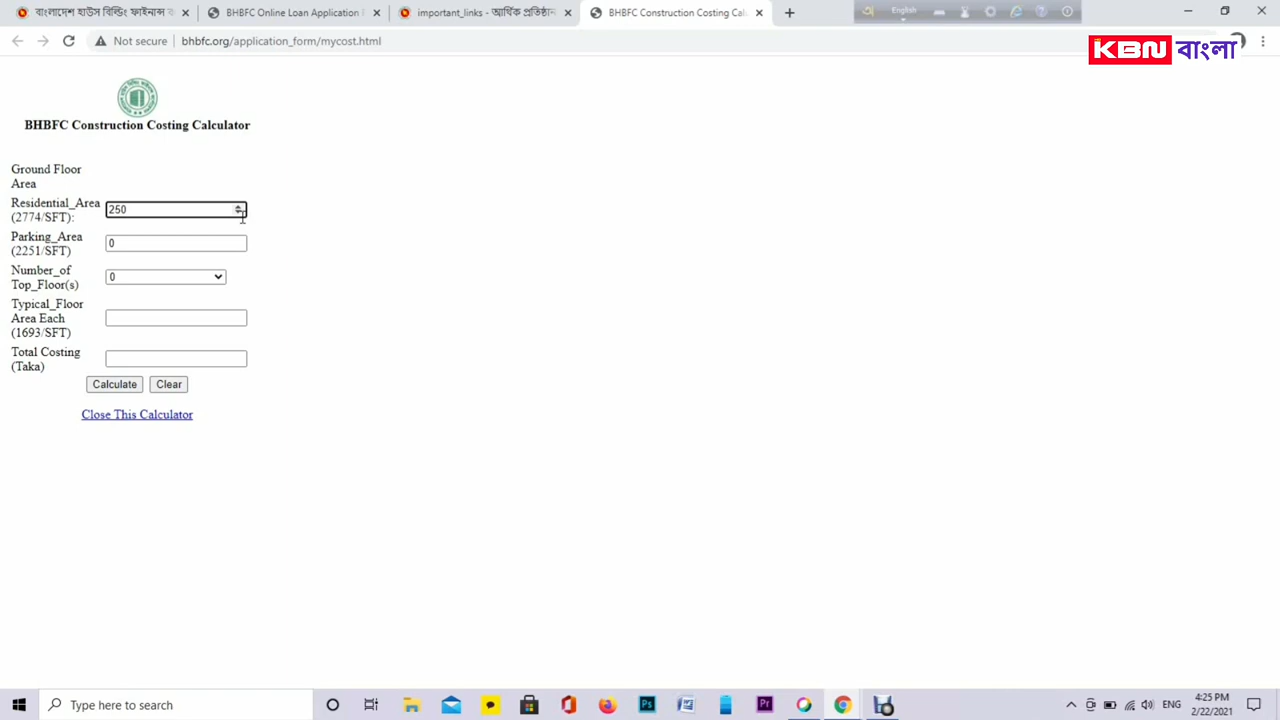 বাংলাদেশ হাউস বিল্ডিং ফাইনান্স ক
BHBFC Online Loan Application
important_links - আর্থিক প্রতিষ্ঠান
BHBFC Construction Costing Cal
English
Not secure
bhbfc.org/application_form/mycost.html
KBN বাংলা
BHBFC Construction Costing Calculator
Ground Floor
Area
Residential_Area
(2774/SFT):
250
Parking_Area
(2251/SFT)
0
Number_of
Top_Floor(s)
0
Typical_Floor
Area Each
(1693/SFT)
Total Costing
(Taka)
Calculate
Clear
Close This Calculator
Type here to search
Ps
Pr
ENG
4:25 PM
2/22/2021